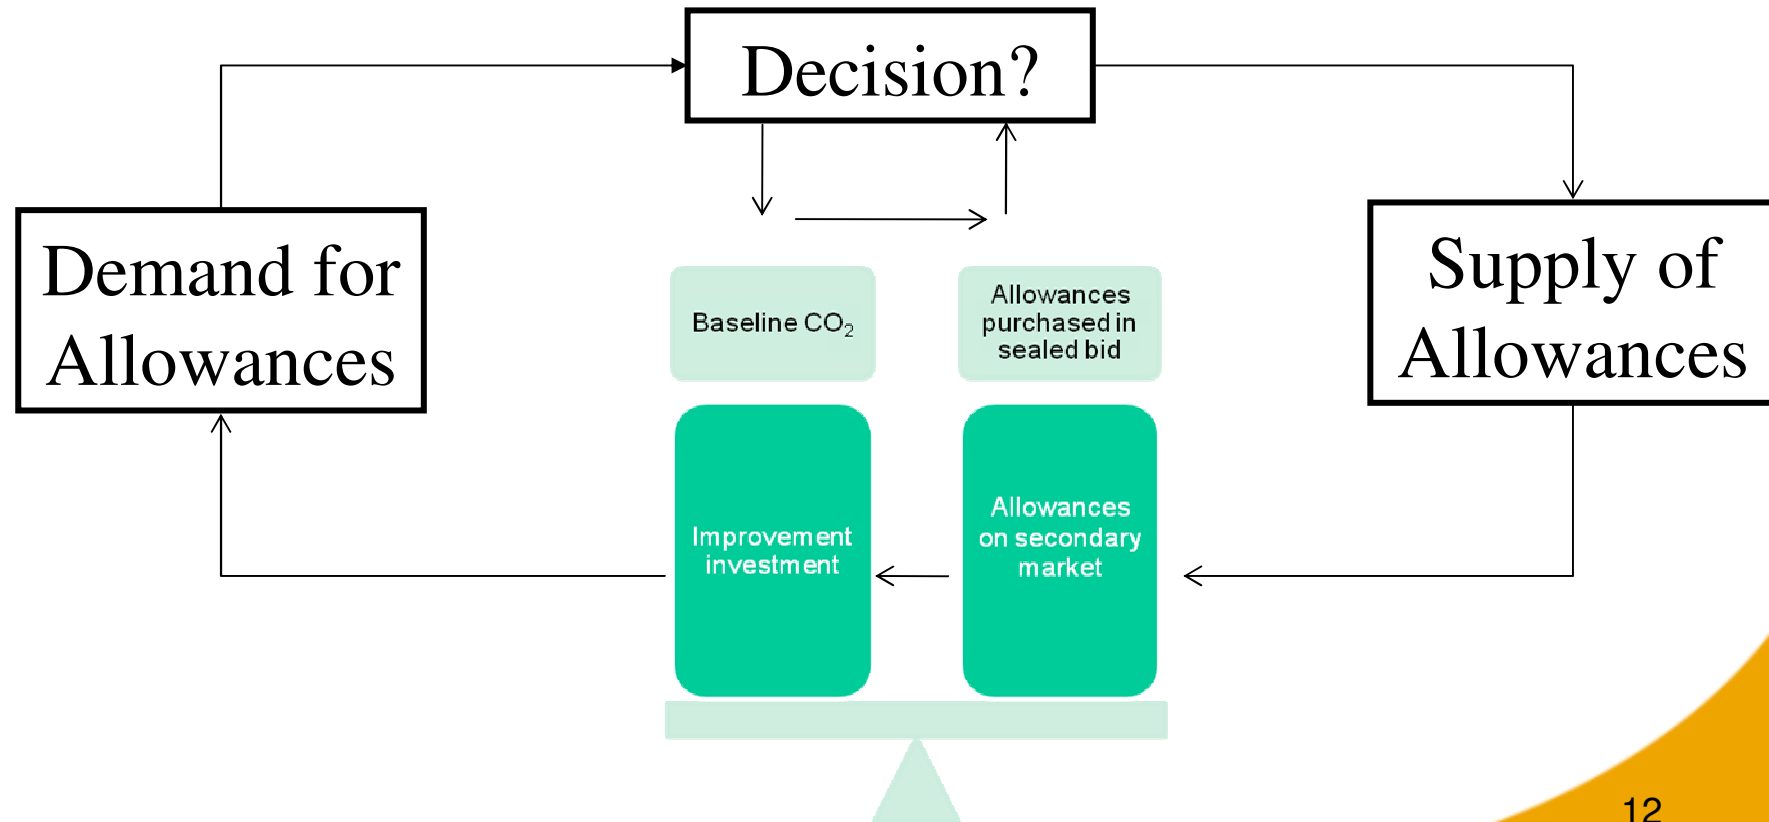 Decision?
Demand for
Allowances
Supply of
Allowances
Baseline CO₂
Allowances
purchased in
sealed bid
Improvement
investment
Allowances
on secondary
market
12